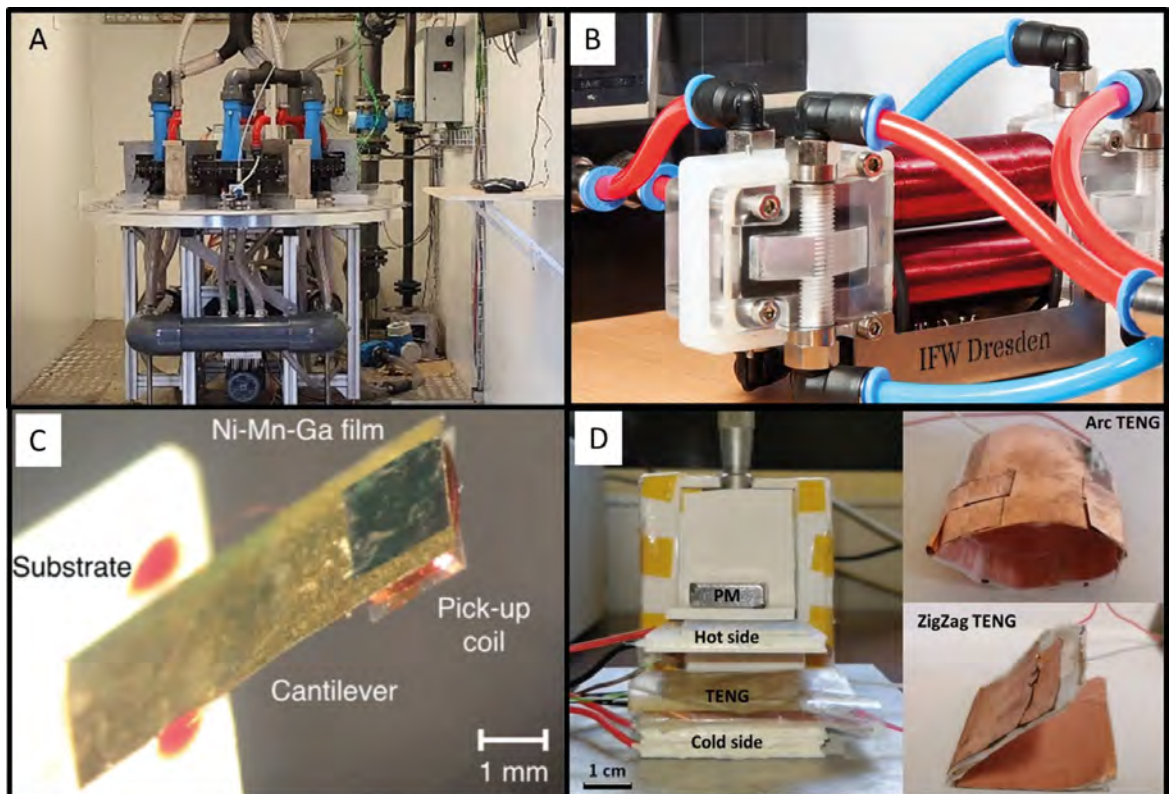 A
B
IFW Dresden
C
Ni-Mn-Ga film
Substrate
Pick-up
coil
Cantilever
1 mm
D
PM
Hot side
TENG
Cold side
1 cm
Arc TENG
ZigZag TENG